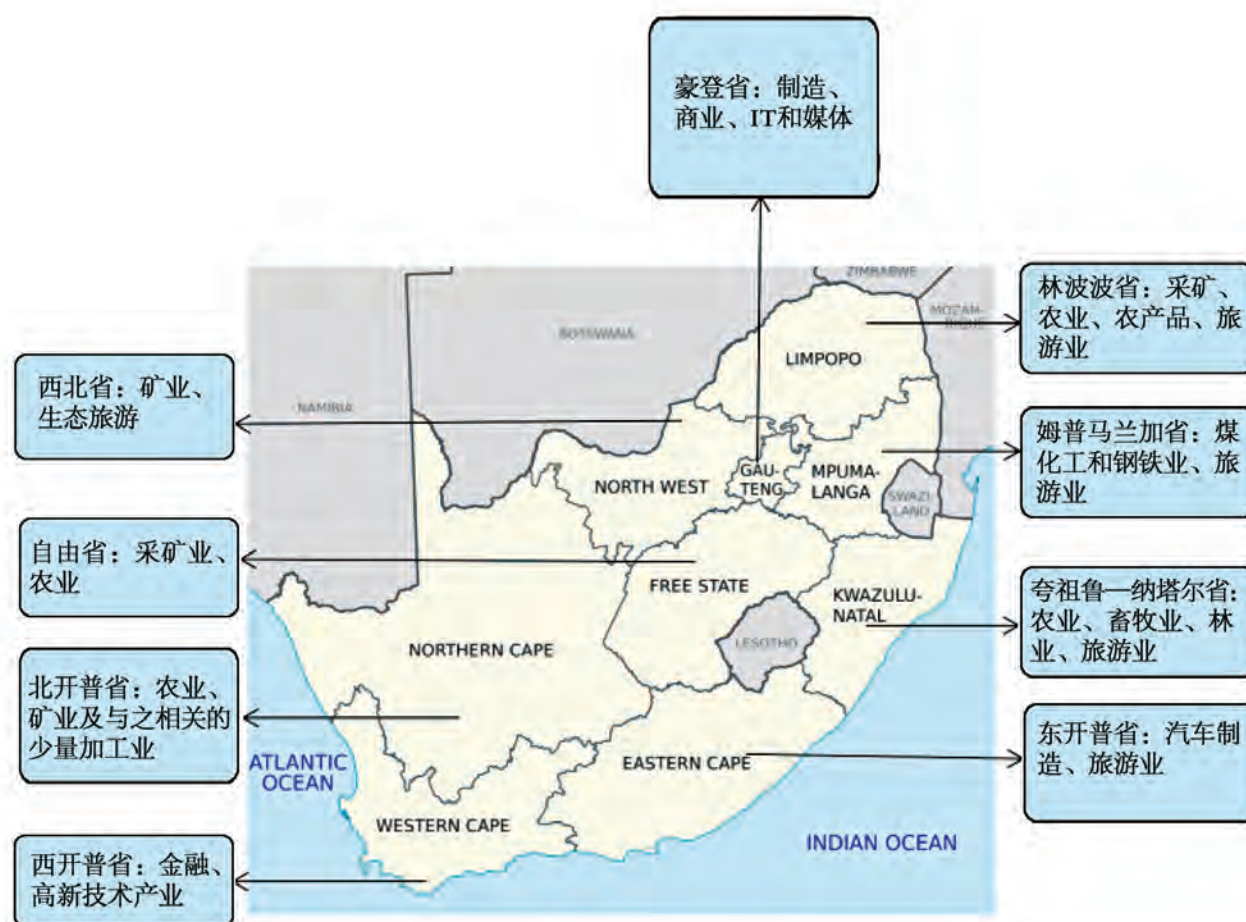 豪登省：制造、
商业、IT和媒体
林波波省：采矿、
农业、农产品、旅
游业
西北省：矿业、
生态旅游
姆普马兰加省：煤
化工和钢铁业、旅
游业
自由省：采矿业、
农业
夸祖鲁—纳塔尔省：
农业、畜牧业、林
业、旅游业
北开普省：农业、
矿业及与之相关的
少量加工业
东开普省：汽车制
造、旅游业
西开普省：金融、
高新技术产业
ZIMBABWE
MOZAM-
BIQUE
BOTSWANA
NAMIBIA
LIMPOPO
NORTH WEST
GAU-
TENG
MPUMA-
LANGA
SWAZI
LAND
FREE STATE
KWAZULU-
NATAL
LESOTHO
NORTHERN CAPE
EASTERN CAPE
WESTERN CAPE
ATLANTIC
OCEAN
INDIAN OCEAN